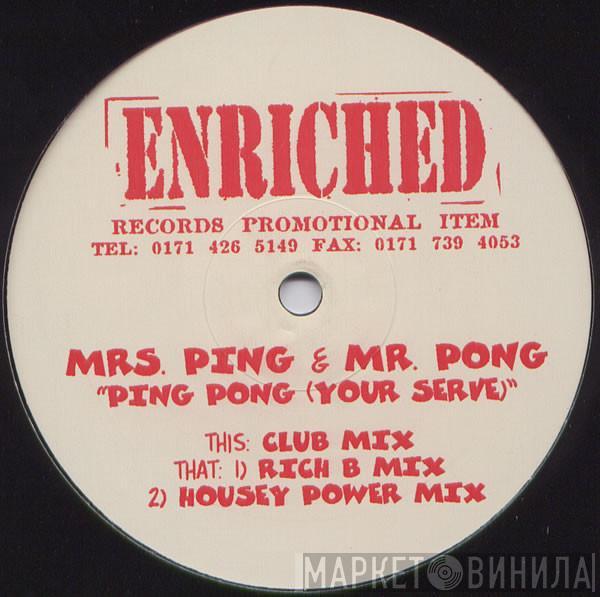 ENRICHED
RECORDS PROMOTIONAL ITEM
TEL: 0171 426 5149 FAX: 0171 739 4053
MRS. PING & MR. PONG
"PING PONG (YOUR SERVE)"
THIS: CLUB MIX
THAT: 1) RICH B MIX
2) HOUSEY POWER MIX
МАРКЕТ ВИНИЛА